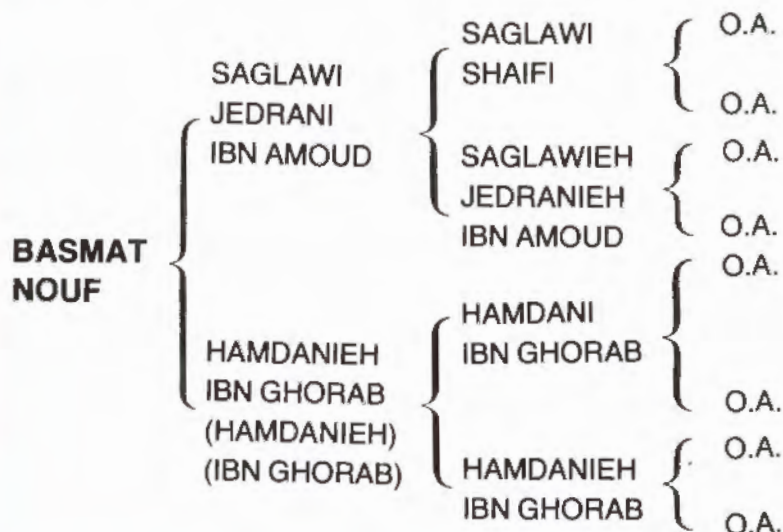 BASMAT
NOUF
SAGLAWI
JEDRANI
IBN AMOUD
HAMDANIEH
IBN GHORAB
(HAMDANIEH)
(IBN GHORAB)
SAGLAWI
SHAIFI
SAGLAWIEH
JEDRANIEH
IBN AMOUD
HAMDANI
IBN GHORAB
HAMDANIEH
IBN GHORAB
O.A.
O.A.
O.A.
O.A.
O.A.
O.A.
O.A.
O.A.